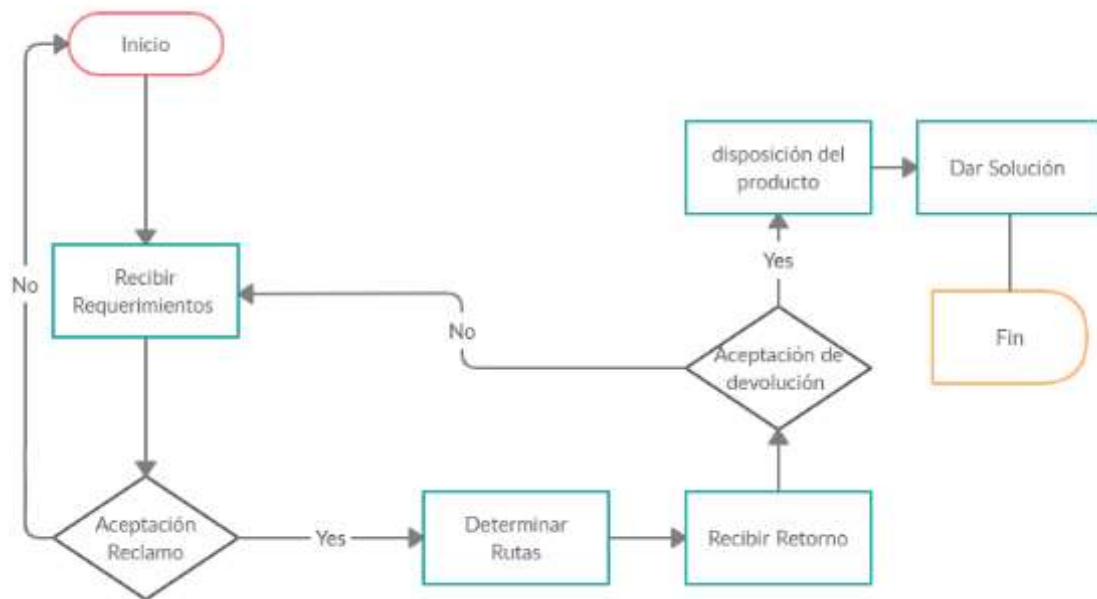 Inicio
disposición del
producto
Dar Solución
Recibir
Requerimientos
No
Yes
No
Fin
Aceptación de
devolución
Aceptación
Reclamo
Yes
Determinar
Rutas
Recibir Retorno